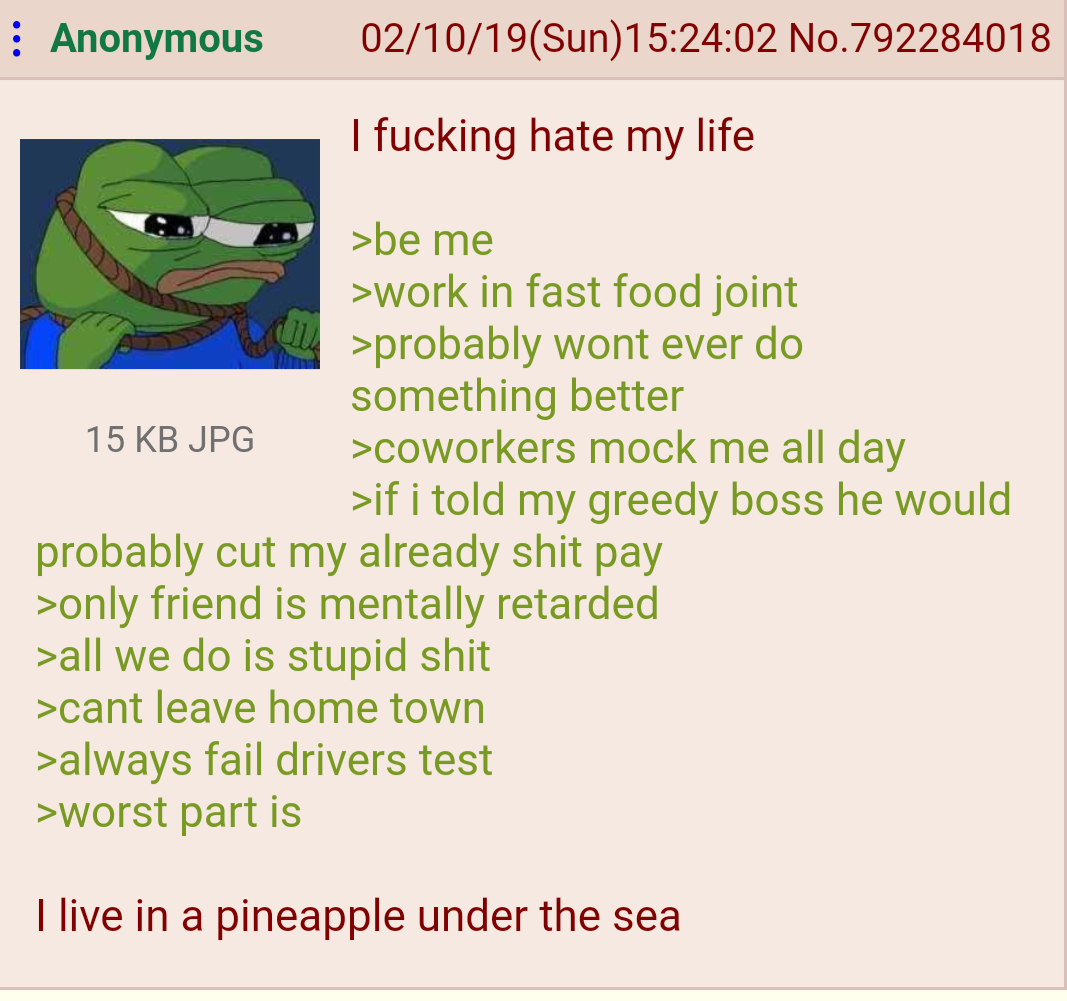 Anonymous 02/10/19(Sun)15:24:02 No.792284018
I fucking hate my life
>be me
>work in fast food joint
>probably wont ever do
something better
>coworkers mock me all day
>if i told my greedy boss he would
probably cut my already shit pay
>only friend is mentally retarded
>all we do is stupid shit
>cant leave home town
>always fail drivers test
>worst part is
I live in a pineapple under the sea
15 KB JPG